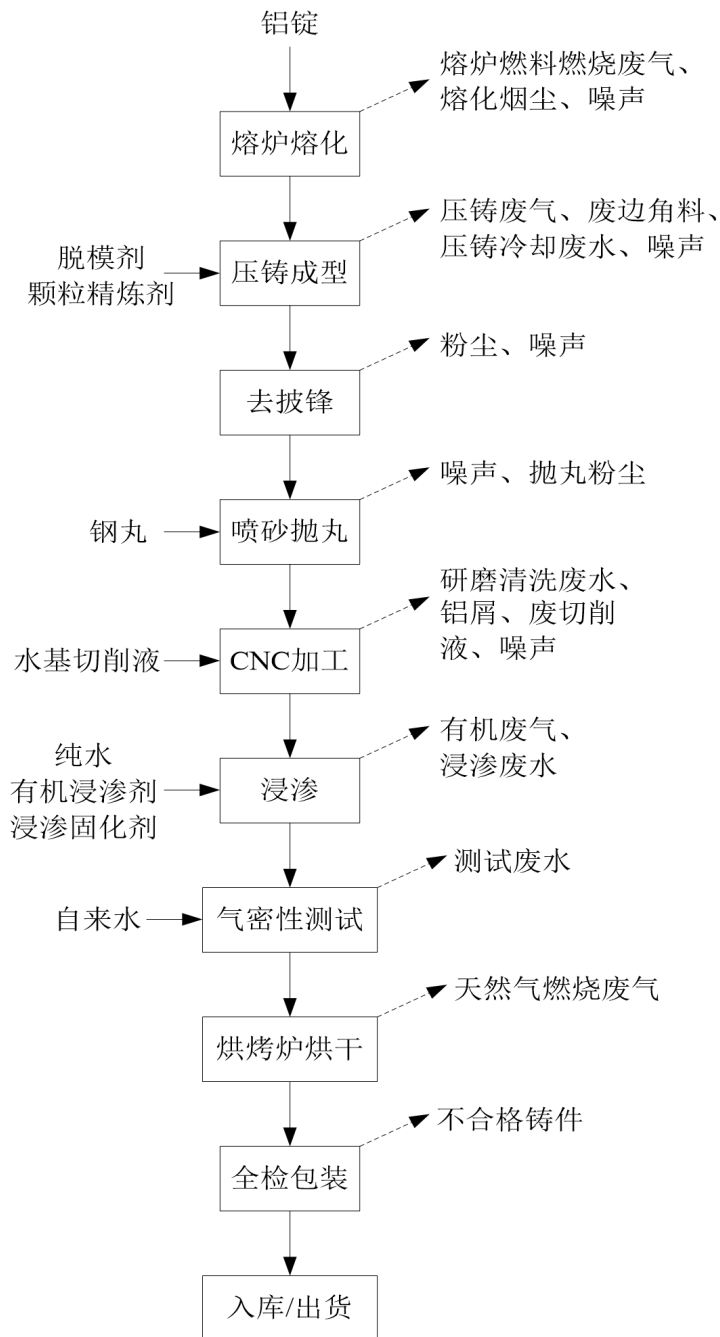 铝锭
熔炉燃料燃烧废气、
熔化烟尘、噪声
熔炉熔化
压铸废气、废边角料、
压铸冷却废水、噪声
脱模剂
颗粒精炼剂
压铸成型
粉尘、噪声
去披锋
噪声、抛丸粉尘
钢丸
喷砂抛丸
研磨清洗废水、
铝屑、废切削
液、噪声
水基切削液
CNC加工
有机废气、
浸渗废水
纯水
有机浸渗剂
浸渗固化剂
浸渗
测试废水
自来水
气密性测试
天然气燃烧废气
烘烤炉烘干
不合格铸件
全检包装
入库/出货